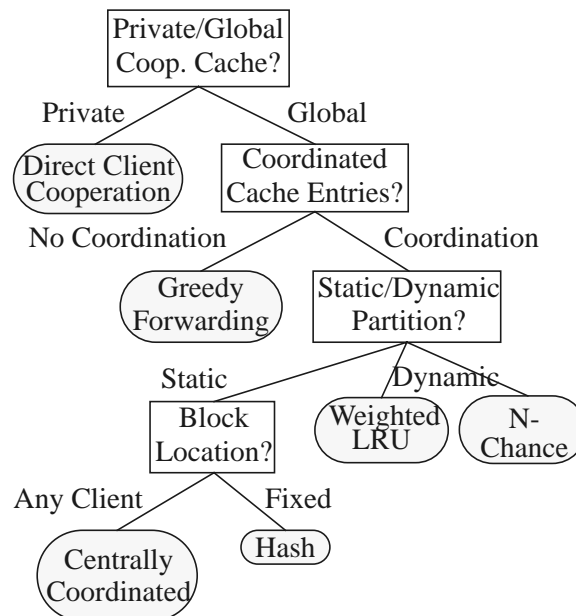 Private/Global
Coop. Cache?
Private
Global
Direct Client
Cooperation
Coordinated
Cache Entries?
No Coordination
Coordination
Greedy
Forwarding
Static/Dynamic
Partition?
Static
Dynamic
Block
Location?
Weighted
LRU
N-
Chance
Any Client
Fixed
Centrally
Coordinated
Hash